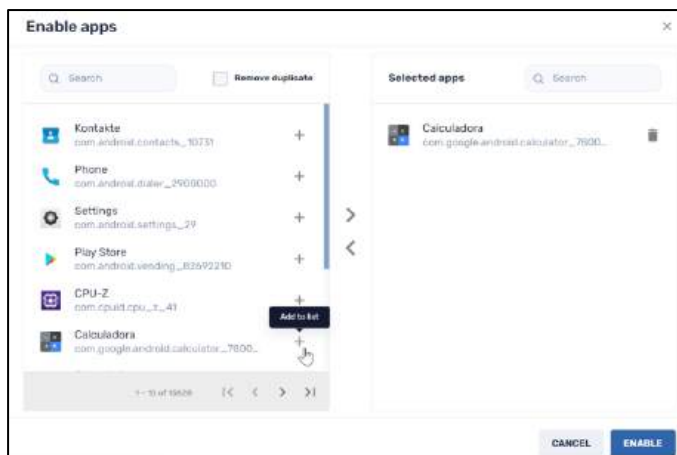 Enable apps
Search
Remove duplicate
Kontakte
com.android.contacts_10731
Phone
com.android.dialer_2900000
Settings
com.android.settings_29
Play Store
com.android.vending_82692210
CPU-Z
com.cpuid.cpu_z_41
Add to list
Calculadora
com.google.android.calculator_7800...
Selected apps
Search
Calculadora
com.google.android.calculator_7800...
CANCEL
ENABLE